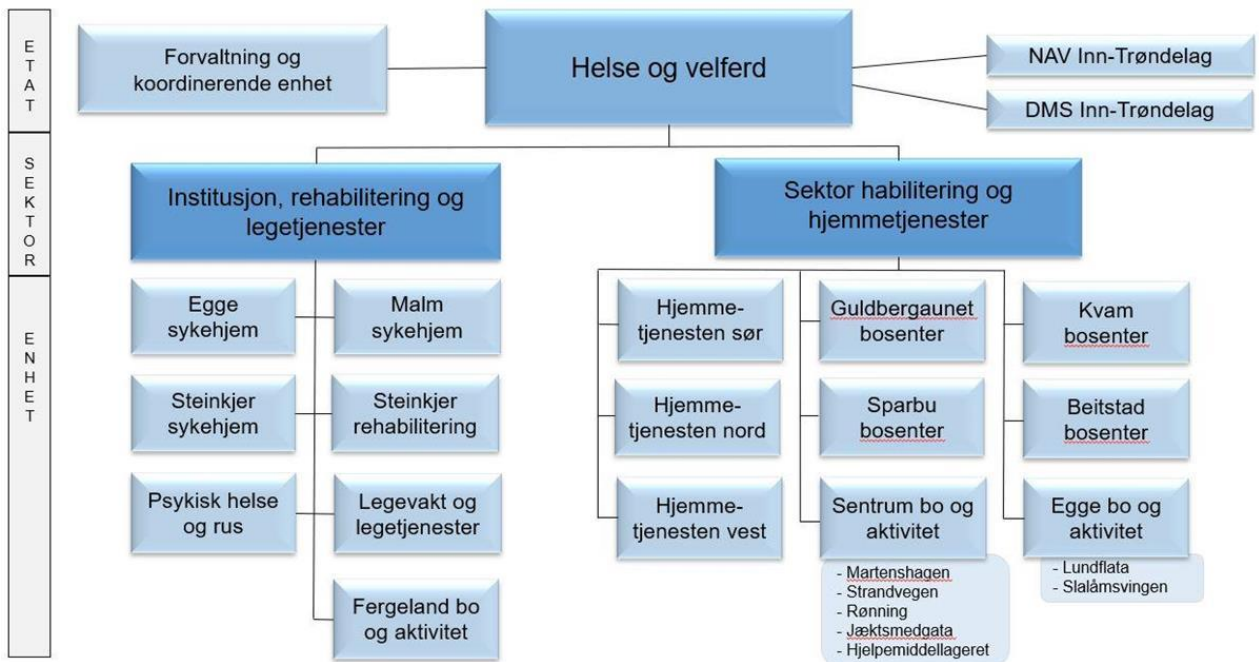 ETAT
Forvaltning og
koordinerende enhet
Helse og velferd
NAV Inn-Trøndelag
DMS Inn-Trøndelag
SEKTOR
Institusjon, rehabilitering og
legetjenester
Sektor habilitering og
hjemmetjenester
ENHET
Egge
sykehjem
Malm
sykehjem
Steinkjer
sykehjem
Steinkjer
rehabilitering
Psykisk helse
og rus
Legevakt og
legetjenester
Fergeland bo
og aktivitet
Hjemme-
tjenesten sør
Hjemme-
tjenesten nord
Hjemme-
tjenesten vest
Guldbergaunet
bosenter
Sparbu
bosenter
Sentrum bo og
aktivitet
- Martenshagen
- Strandvegen
- Rønning
- Jæktsmedgata
- Hjelpemiddellageret
Kvam
bosenter
Beitstad
bosenter
Egge bo og
aktivitet
- Lundflata
- Slalåmsvingen